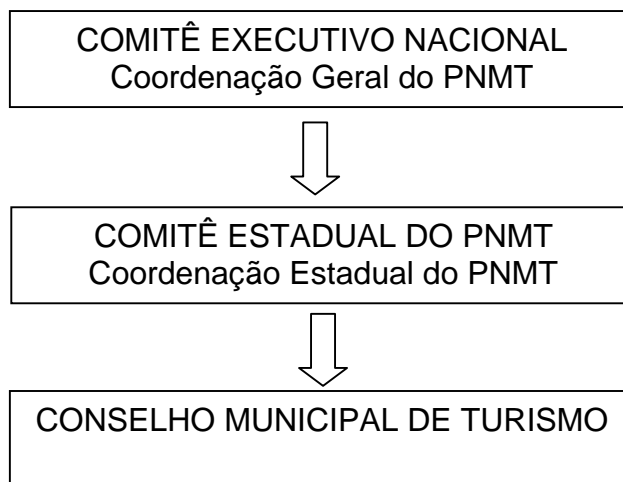 COMITÊ EXECUTIVO NACIONAL
Coordenação Geral do PNMT
COMITÊ ESTADUAL DO PNMT
Coordenação Estadual do PNMT
CONSELHO MUNICIPAL DE TURISMO